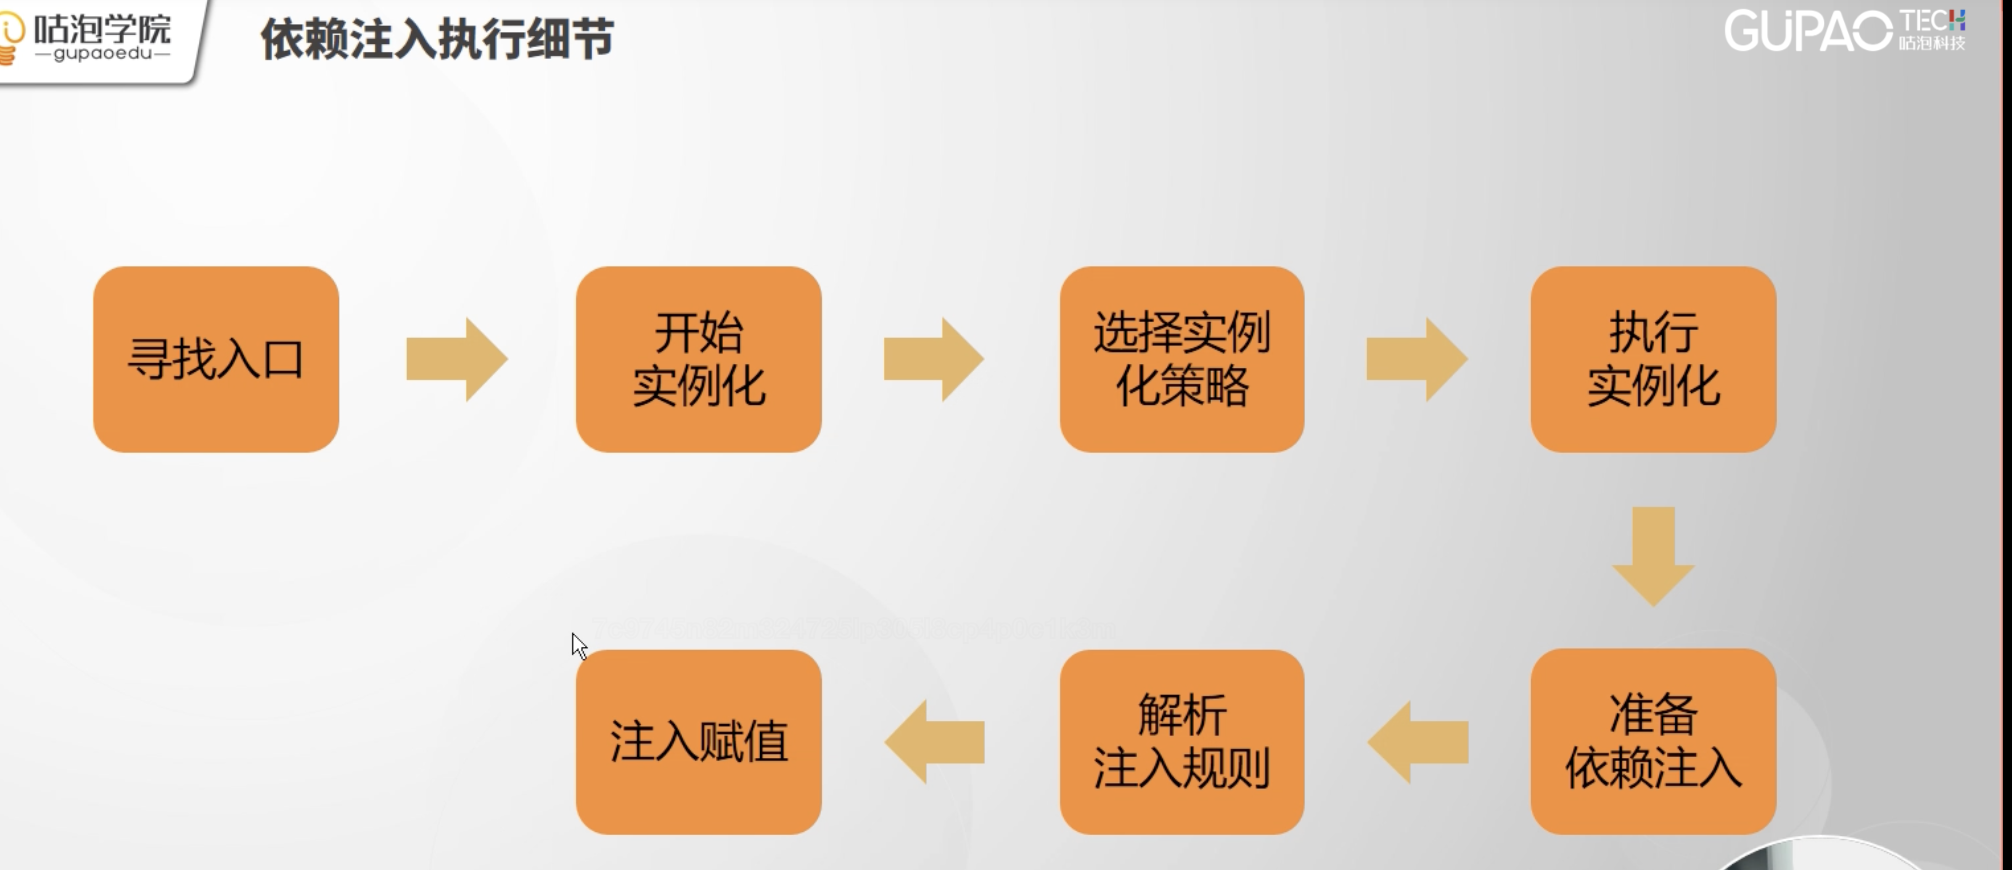 咕泡学院
—gupaoedu—
依赖注入执行细节
GUPAO TECH
咕泡科技
寻找入口
开始
实例化
选择实例
化策略
执行
实例化
准备
依赖注入
解析
注入规则
注入赋值